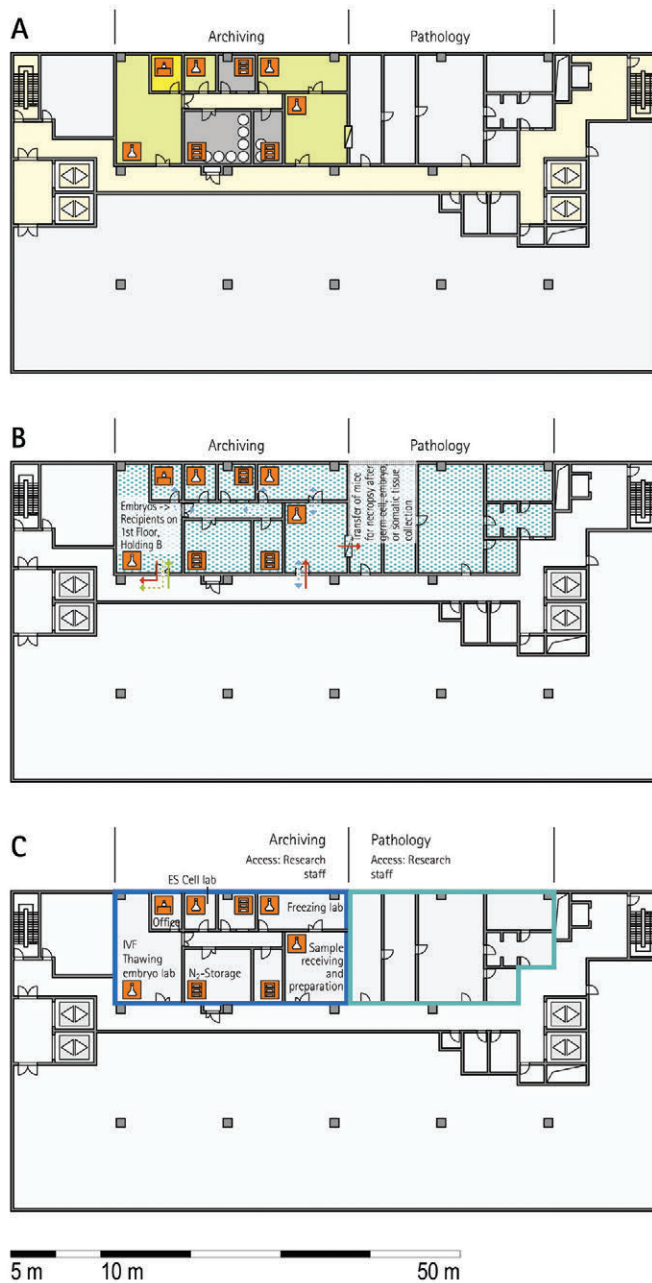 A
Archiving
Pathology
B
Archiving
Pathology
Embryos ->
Recipients on
1st Floor,
Holding B
Transfer of mice
for necropsy after
germ cell, embryo,
or somatic tissue
collection
C
Archiving
Access: Research
staff
Pathology
Access: Research
staff
ES Cell lab
Office
Freezing lab
IVF
Thawing
embryo lab
N₂-Storage
Sample
receiving
and
preparation
5 m
10 m
50 m